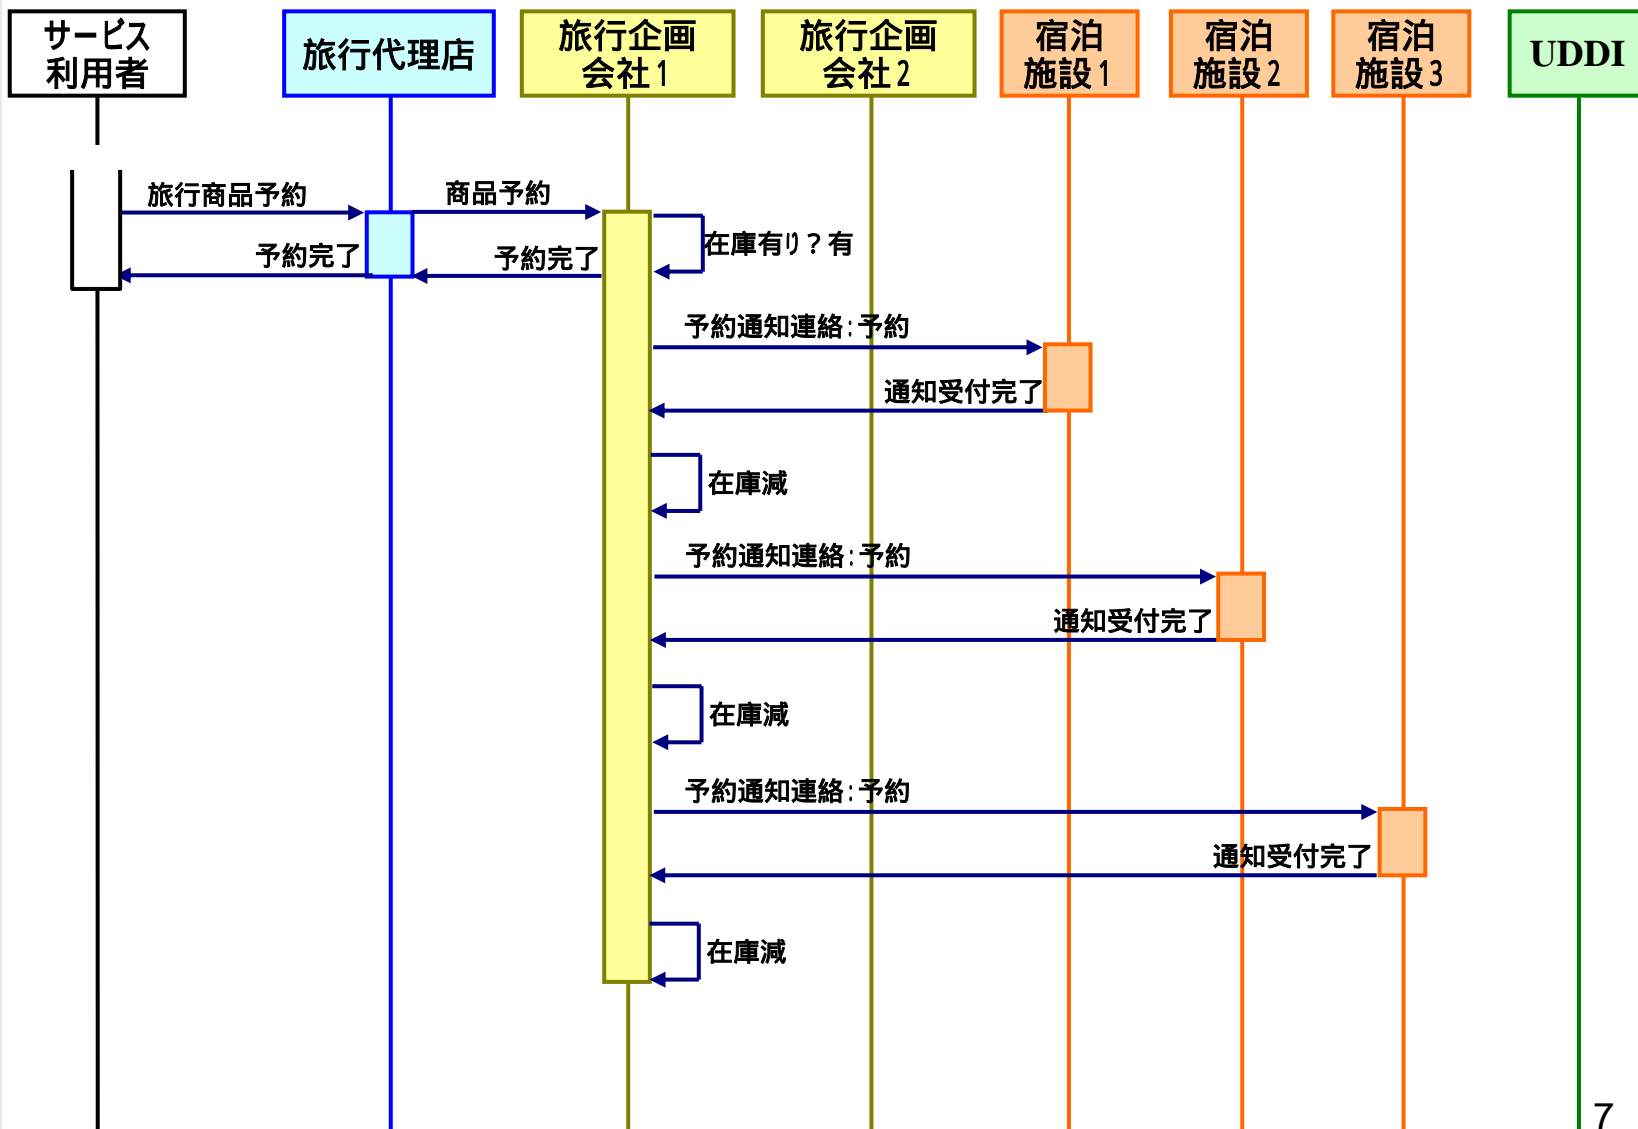 サービス
利用者
旅行代理店
旅行企画
会社1
旅行企画
会社2
宿泊
施設1
宿泊
施設2
宿泊
施設3
UDDI
旅行商品予約
商品予約
在庫有り？有
予約完了
予約完了
予約通知連絡：予約
通知受付完了
在庫減
予約通知連絡：予約
通知受付完了
在庫減
予約通知連絡：予約
通知受付完了
在庫減
7